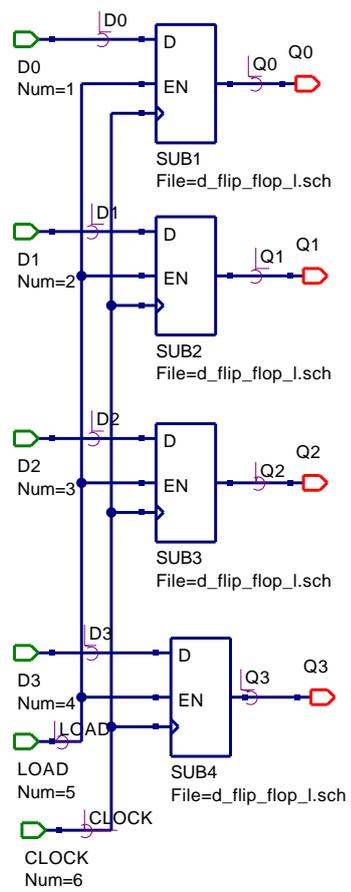 D0
Q0
Q0
D
D0
Num=1
EN
SUB1
File=d_flip_flop_l.sch
D1
Q1
Q1
D
D1
Num=2
EN
SUB2
File=d_flip_flop_l.sch
D2
Q2
Q2
D
D2
Num=3
EN
SUB3
File=d_flip_flop_l.sch
D3
Q3
Q3
D
D3
Num=4
EN
LOAD
LOAD
Num=5
SUB4
File=d_flip_flop_l.sch
CLOCK
CLOCK
Num=6